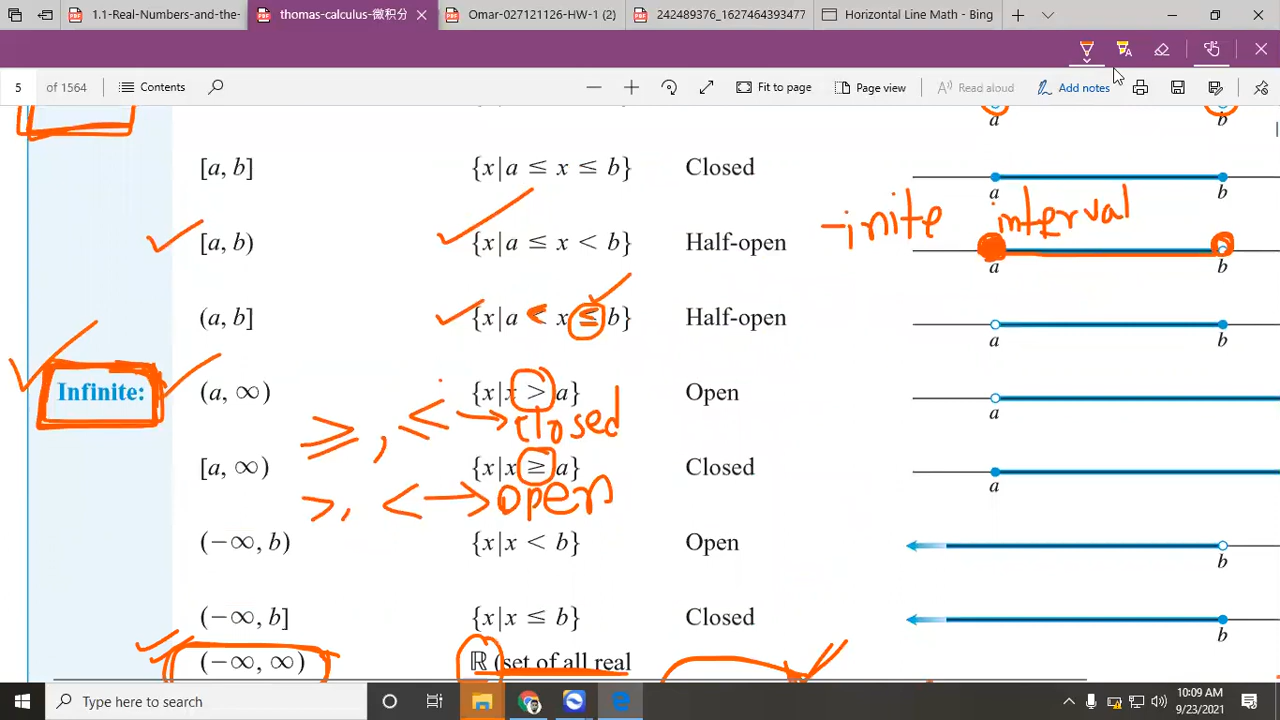 1.1-Real-Numbers-and-the- thomas-calculus-微积分 Omar-027121126-HW-1 (2) 242486876_1627464303477 Horizontal Line Math - Bing
5 of 1564 Contents Fit to page Page view Read aloud Add notes
a b
[a, b] {x|a ≤ x ≤ b} Closed a b
inite interval
[a, b) {x|a ≤ x < b} Half-open a b
(a, b] {x|a < x ≤ b} Half-open a b
Infinite: (a, ∞) {x|x > a} Open a
≥, ≤ → closed
[a, ∞) {x|x ≥ a} Closed a
>, < → open
(−∞, b) {x|x < b} Open b
(−∞, b] {x|x ≤ b} Closed b
(−∞, ∞) ℝ (set of all real
Type here to search 10:09 AM
9/23/2021